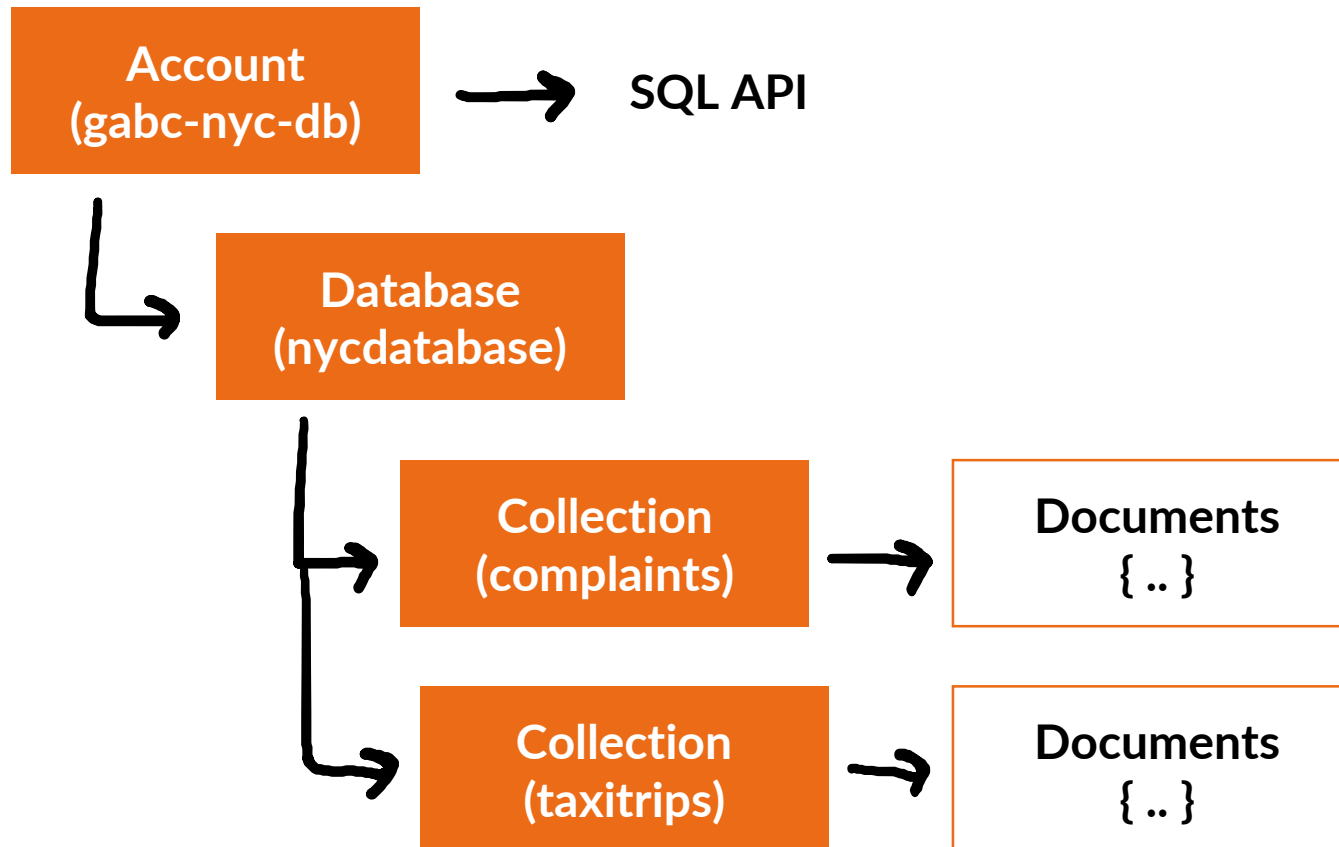 Account
(gabc-nyc-db)
SQL API
Database
(nycdatabase)
Collection
(complaints)
Documents
{ .. }
Collection
(taxitrips)
Documents
{ .. }